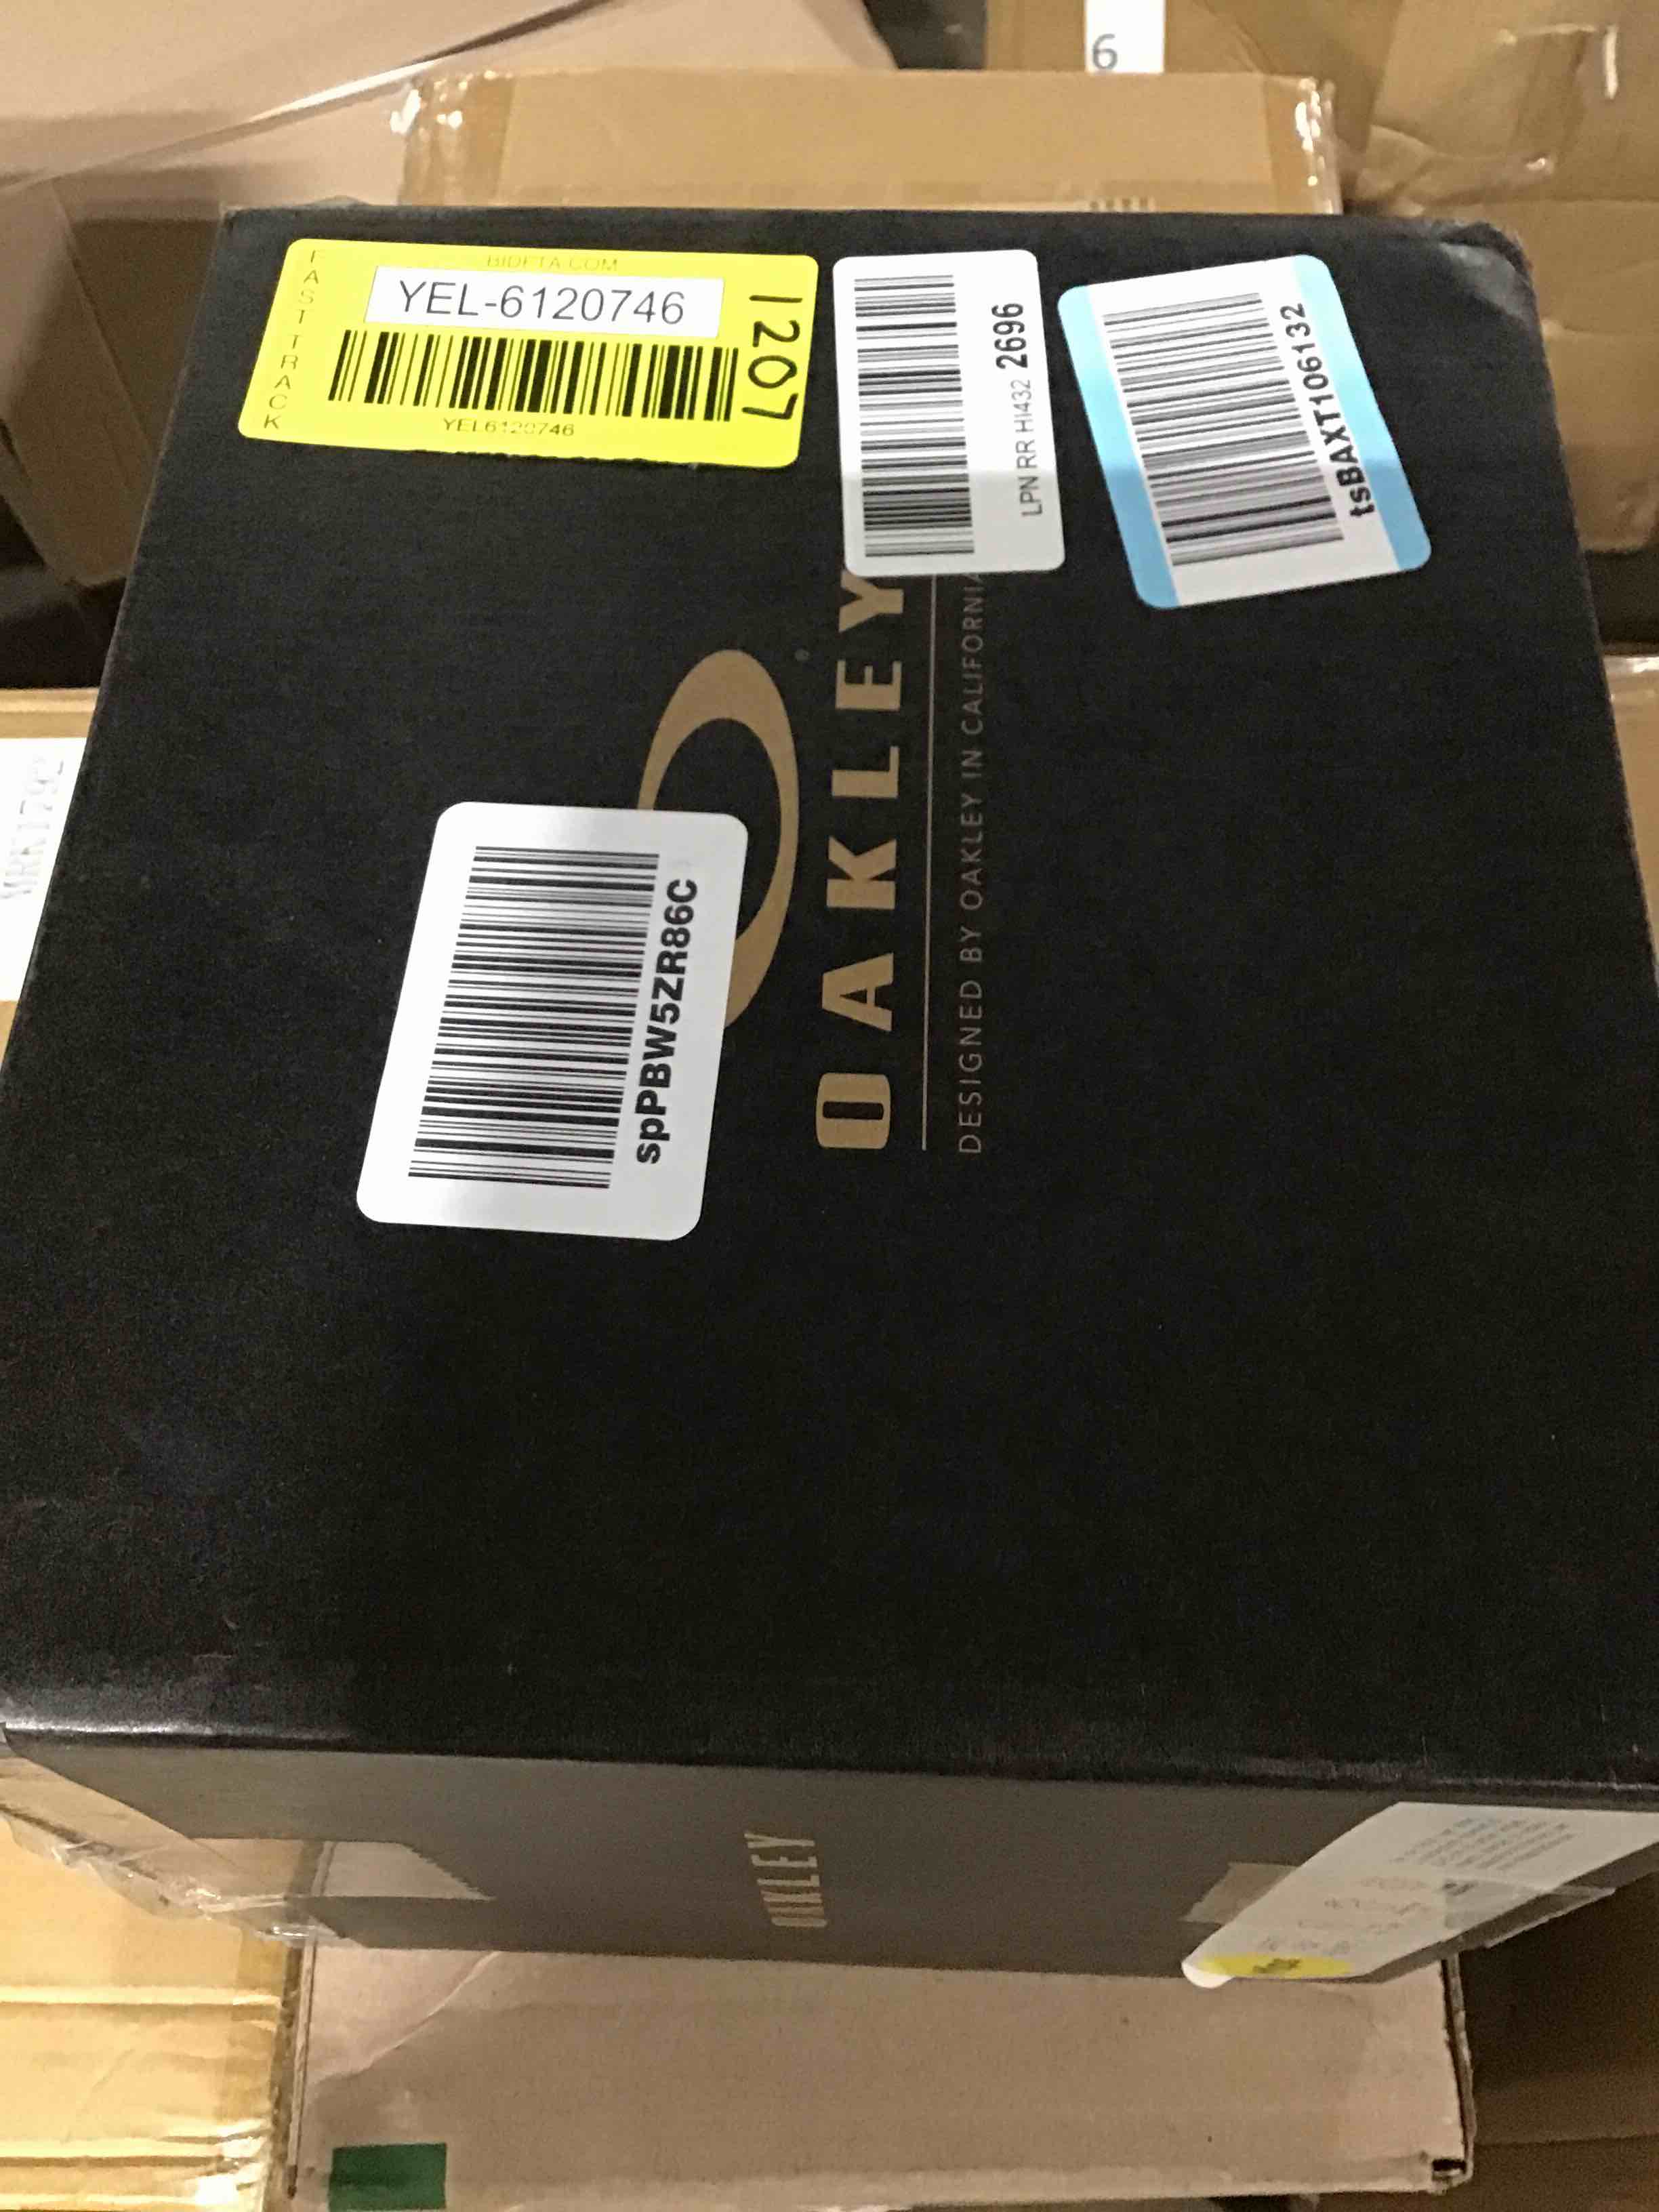 6
BIDFTA.COM
FAST TRACK
YEL-6120746
1207
YEL6120746
LPN RR HI432 2696
tsBAXT106132
spPBW5ZR86C
OAKLEY
DESIGNED BY OAKLEY IN CALIFORNIA
OAKLEY